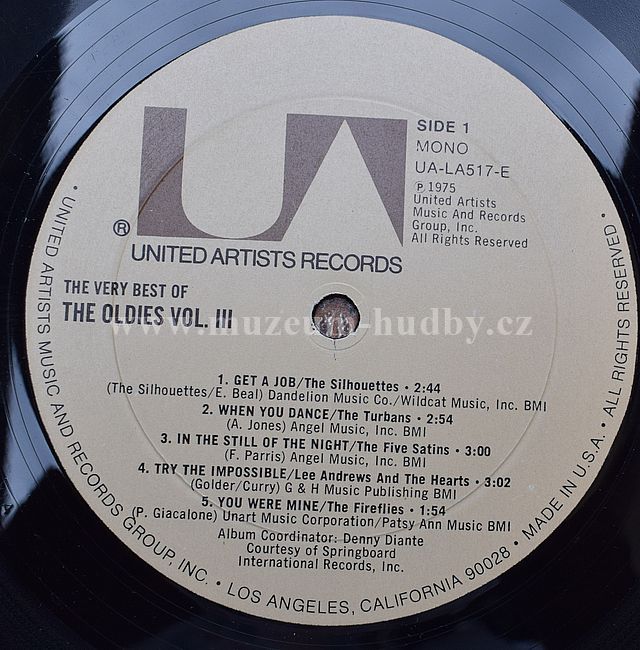 UA
SIDE 1
MONO
UA-LA517-E
℗ 1975
United Artists
Music And Records
Group, Inc.
All Rights Reserved
®
UNITED ARTISTS RECORDS
THE VERY BEST OF
THE OLDIES VOL. III
www.muzeum-hudby.cz
1. GET A JOB/The Silhouettes • 2:44
(The Silhouettes/E. Beal) Dandelion Music Co./Wildcat Music, Inc. BMI
2. WHEN YOU DANCE/The Turbans • 2:54
(A. Jones) Angel Music, Inc. BMI
3. IN THE STILL OF THE NIGHT/The Five Satins • 3:00
(F. Parris) Angel Music, Inc. BMI
4. TRY THE IMPOSSIBLE/Lee Andrews And The Hearts • 3:02
(Golder/Curry) G & H Music Publishing BMI
5. YOU WERE MINE/The Fireflies • 1:54
(P. Giacalone) Unart Music Corporation/Patsy Ann Music BMI
Album Coordinator: Denny Diante
Courtesy of Springboard
International Records, Inc.
• UNITED ARTISTS MUSIC AND RECORDS GROUP, INC. • LOS ANGELES, CALIFORNIA 90028 • MADE IN U.S.A. • ALL RIGHTS RESERVED •